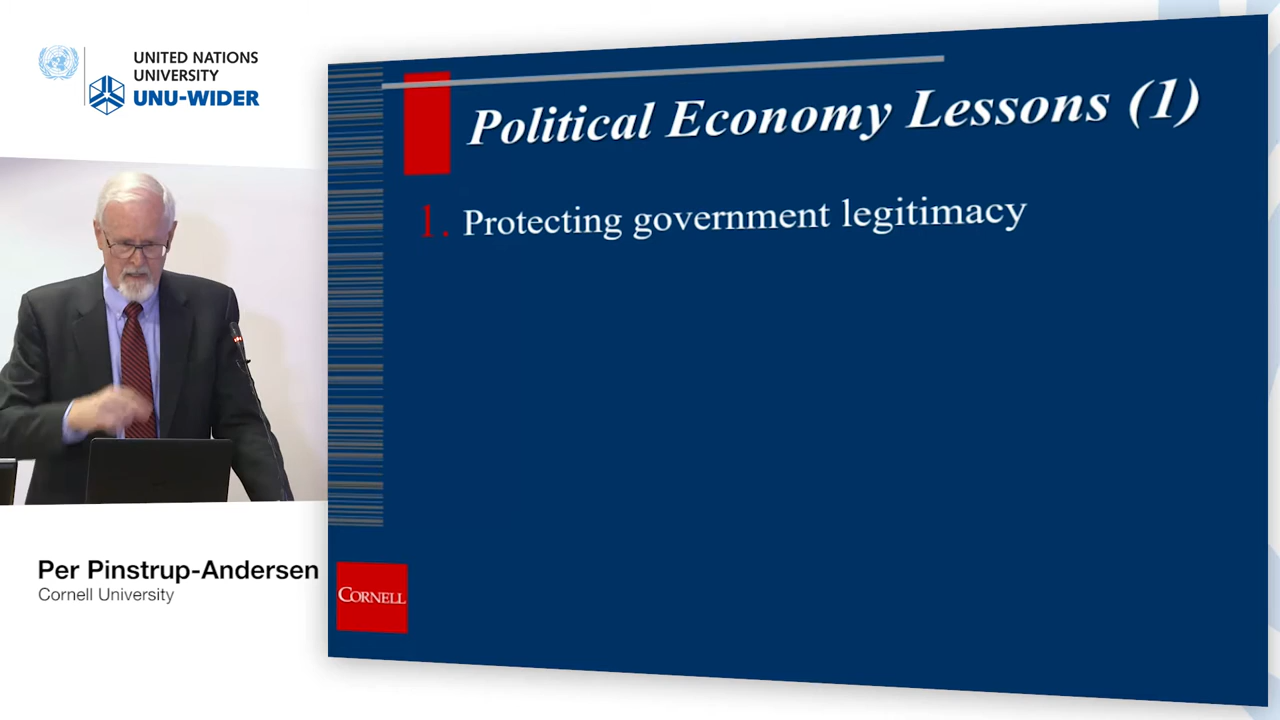 UNITED NATIONS
UNIVERSITY
UNU-WIDER
Political Economy Lessons (1)
1. Protecting government legitimacy
Per Pinstrup-Andersen
Cornell University
CORNELL